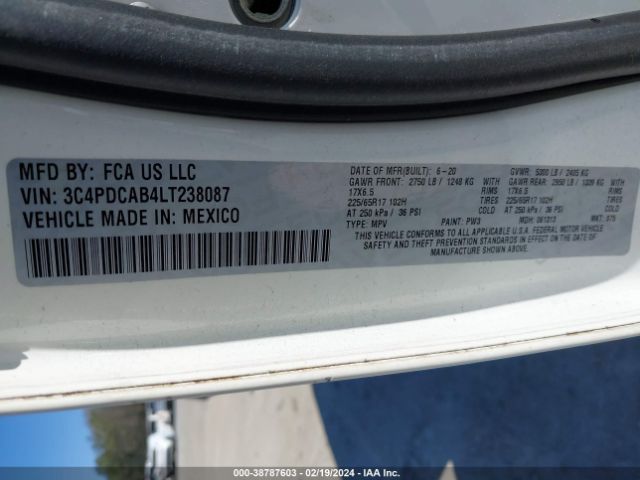 MFD BY: FCA US LLC
VIN: 3C4PDCAB4LT238087
VEHICLE MADE IN: MEXICO
DATE OF MFR(BUILT): 6-20 GVWR: 5300 LB / 2405 KG
GAWR FRONT: 2750 LB / 1248 KG WITH GAWR REAR: 2950 LB / 1339 KG WITH
17X6.5 RIMS 17X6.5 RIMS
225/65R17 102H TIRES 225/65R17 102H TIRES
AT 250 kPa / 36 PSI COLD AT 250 kPa / 36 PSI COLD
TYPE: MPV PAINT: PW3 MDH: 061213 MKT: 575
THIS VEHICLE CONFORMS TO ALL APPLICABLE U.S.A. FEDERAL MOTOR VEHICLE
SAFETY AND THEFT PREVENTION STANDARDS IN EFFECT ON THE DATE OF
MANUFACTURE SHOWN ABOVE.
000-38787603 - 02/19/2024 - IAA Inc.